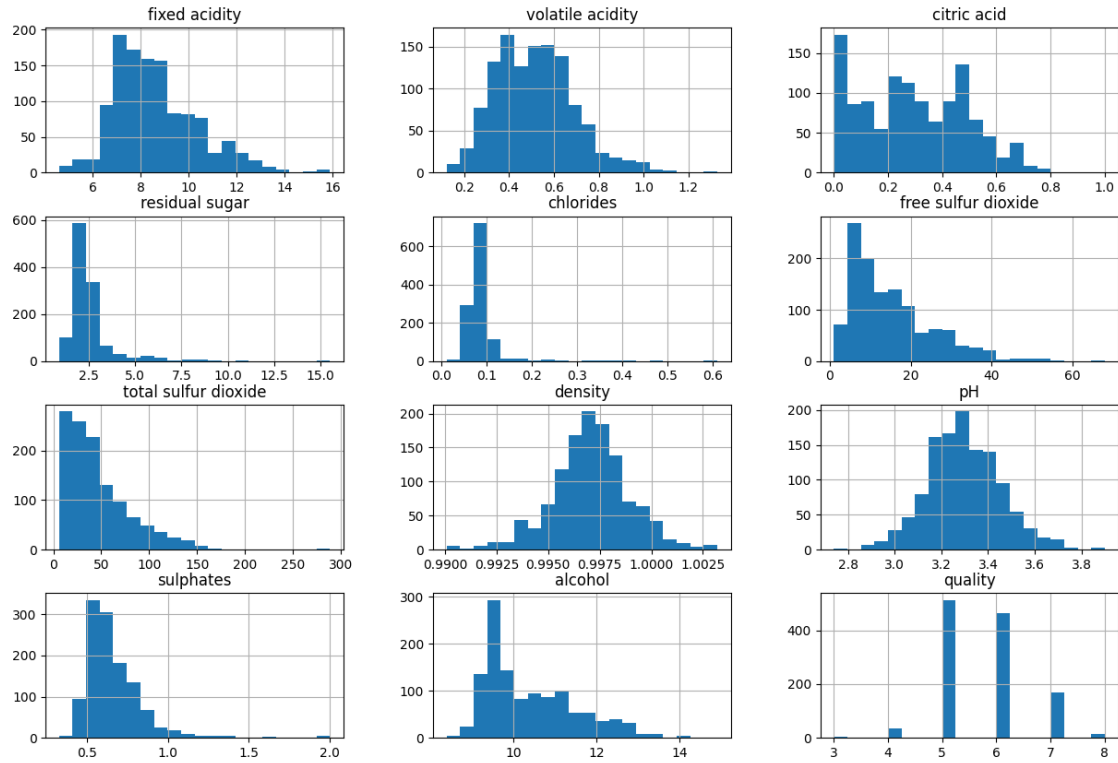 fixed acidity
200
150
100
50
0
6 8 10 12 14 16
volatile acidity
150
100
50
0
0.2 0.4 0.6 0.8 1.0 1.2
citric acid
150
100
50
0
0.0 0.2 0.4 0.6 0.8 1.0
residual sugar
600
400
200
0
2.5 5.0 7.5 10.0 12.5 15.0
chlorides
600
400
200
0
0.0 0.1 0.2 0.3 0.4 0.5 0.6
free sulfur dioxide
200
100
0
0 20 40 60
total sulfur dioxide
200
100
0
0 50 100 150 200 250 300
density
200
150
100
50
0
0.990 0.9925 0.995 0.9975 1.0000 1.0025
pH
200
150
100
50
0
2.8 3.0 3.2 3.4 3.6 3.8
sulphates
300
200
100
0
0.5 1.0 1.5 2.0
alcohol
300
200
100
0
10 12 14
quality
400
200
0
3 4 5 6 7 8